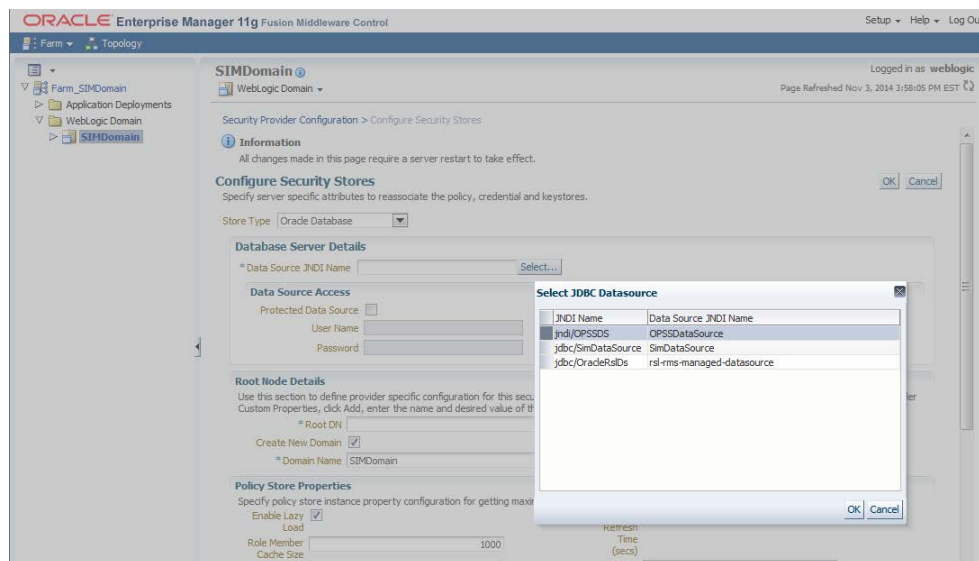 ORACLE Enterprise Manager 11g Fusion Middleware Control
Setup Help Log Ou
Farm Topology
Farm_SIMDomain
Application Deployments
WebLogic Domain
SIMDomain
SIMDomain
Logged in as weblogic
WebLogic Domain
Page Refreshed Nov 3, 2014 3:58:05 PM EST
Security Provider Configuration > Configure Security Stores
Information
All changes made in this page require a server restart to take effect.
Configure Security Stores
OK Cancel
Specify server specific attributes to reassociate the policy, credential and keystores.
Store Type Oracle Database
Database Server Details
* Data Source JNDI Name Select...
Data Source Access
Protected Data Source
User Name
Password
Select JDBC Datasource
JNDI Name Data Source JNDI Name
jndi/OPSSDS OPSSDataSource
jdbc/SimDataSource SimDataSource
jdbc/OracleRslDs rsl-rms-managed-datasource
OK Cancel
Root Node Details
Use this section to define provider specific configuration for this secu er
Custom Properties, click Add, enter the name and desired value of th
* Root DN
Create New Domain
* Domain Name SIMDomain
Policy Store Properties
Specify policy store instance property configuration for getting maxi
Enable Lazy Load
Refresh Time (secs)
Role Member Cache Size 1000